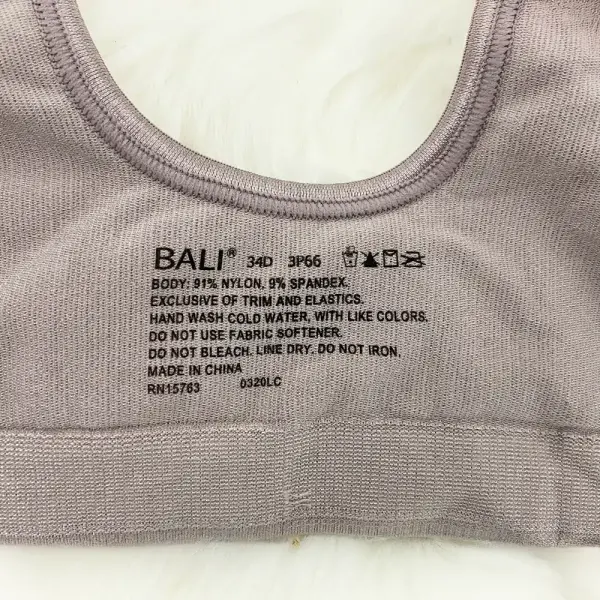 BALI® 34D 3P66
BODY: 91% NYLON, 9% SPANDEX.
EXCLUSIVE OF TRIM AND ELASTICS.
HAND WASH COLD WATER, WITH LIKE COLORS.
DO NOT USE FABRIC SOFTENER.
DO NOT BLEACH. LINE DRY. DO NOT IRON.
MADE IN CHINA
RN15763 0320LC